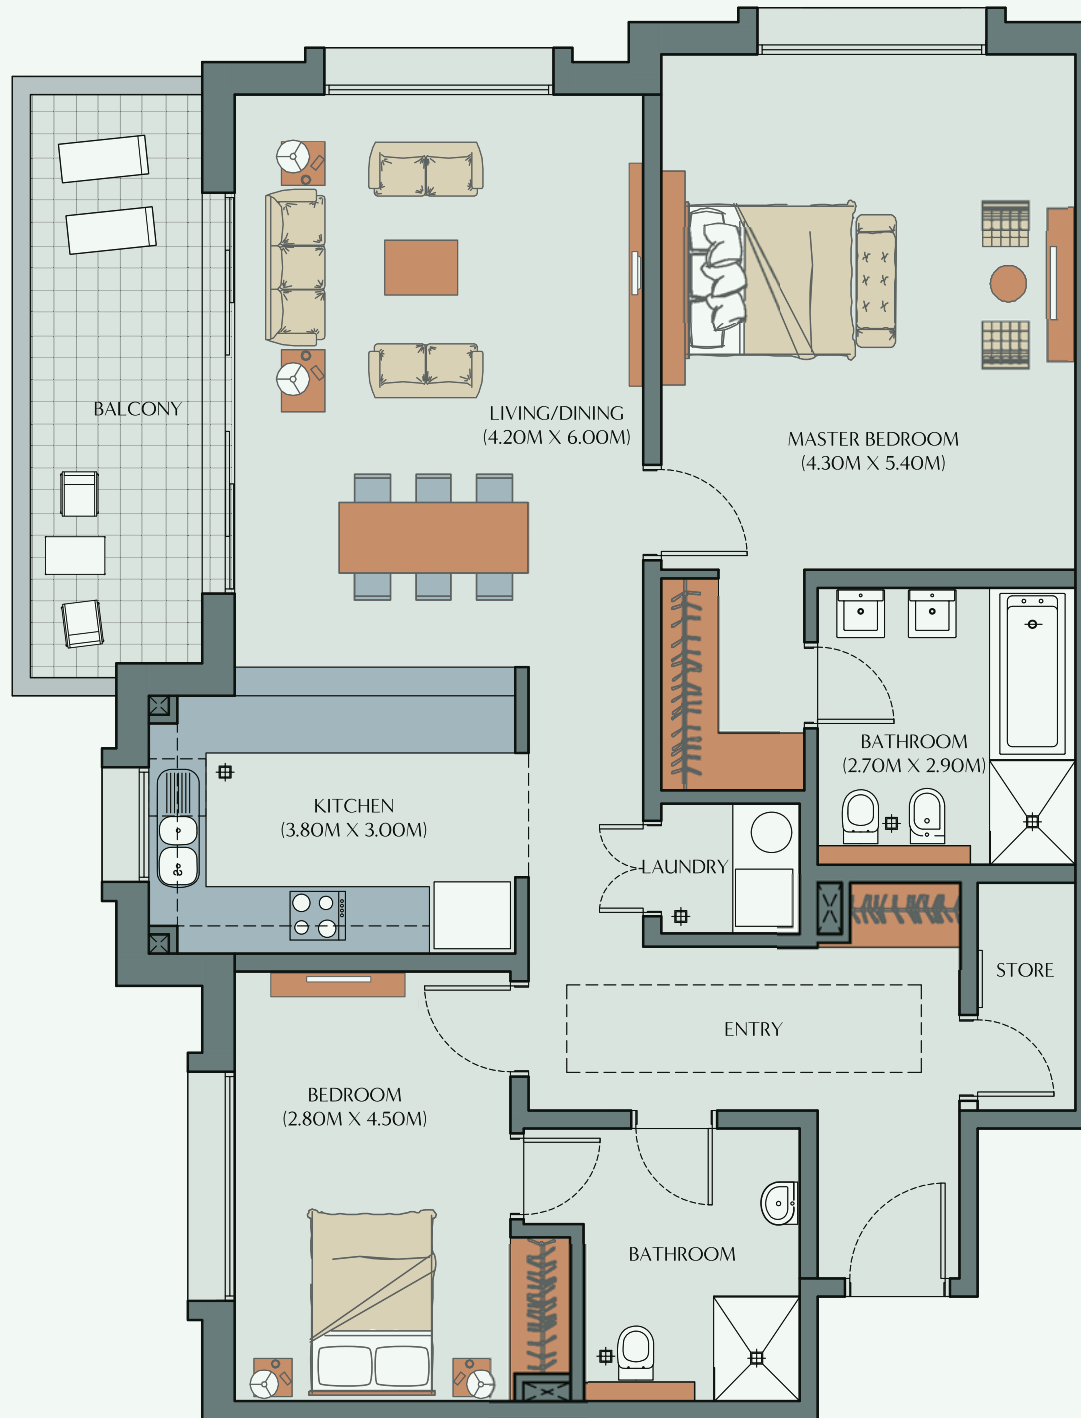 BALCONY
LIVING/DINING
(4.20M X 6.00M)
MASTER BEDROOM
(4.30M X 5.40M)
BATHROOM
(2.70M X 2.90M)
KITCHEN
(3.80M X 3.00M)
LAUNDRY
STORE
ENTRY
BEDROOM
(2.80M X 4.50M)
BATHROOM